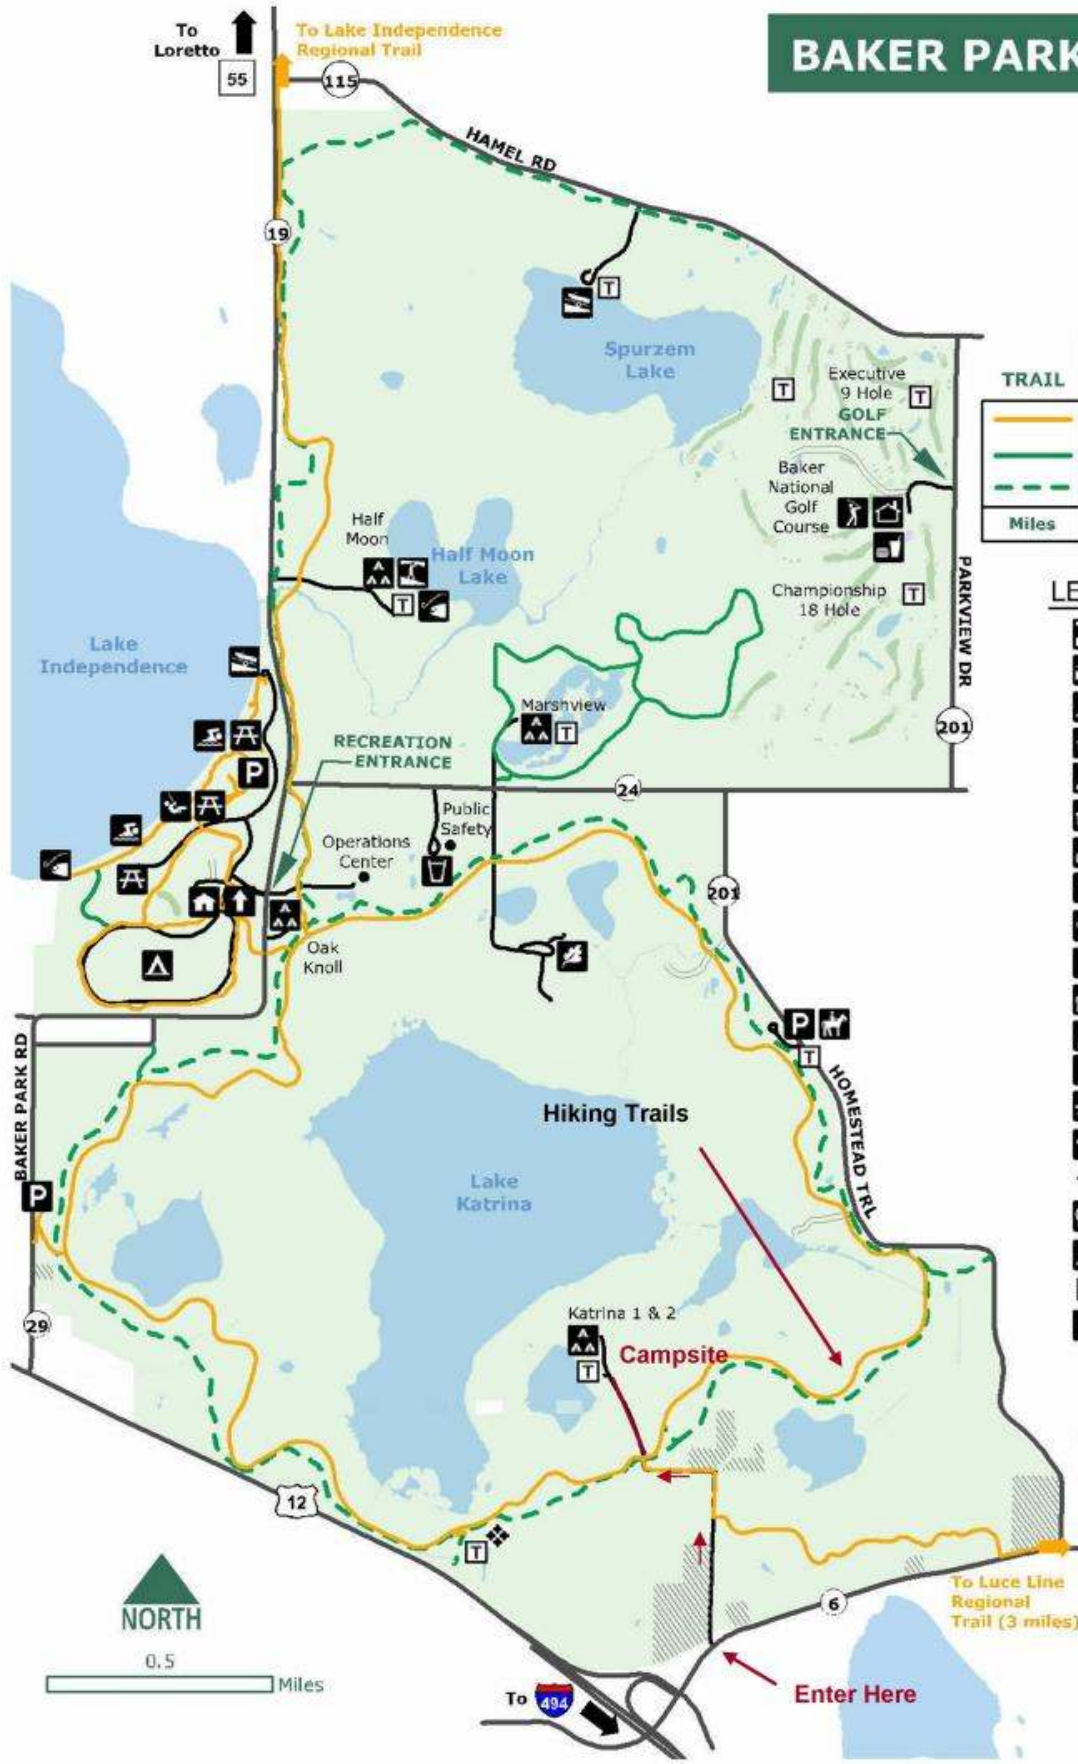 BAKER PARK
To
Loretto
To Lake Independence
Regional Trail
55
115
HAMEL RD
19
T
Spurzem
Lake
T
Executive
9 Hole
T
GOLF
ENTRANCE
TRAIL
Miles
Baker
National
Golf
Course
Half
Moon
Half Moon
Lake
T
Championship
18 Hole
T
PARKVIEW DR
LE
Lake
Independence
Marshview
T
201
RECREATION
ENTRANCE
P
24
Public
Safety
Operations
Center
201
Oak
Knoll
P
T
HOMESTEAD TRL
BAKER PARK RD
P
Hiking Trails
Lake
Katrina
29
Katrina 1 & 2
T
Campsite
12
T
NORTH
0.5
Miles
To Luce Line
Regional
Trail (3 miles)
6
Enter Here
To
494